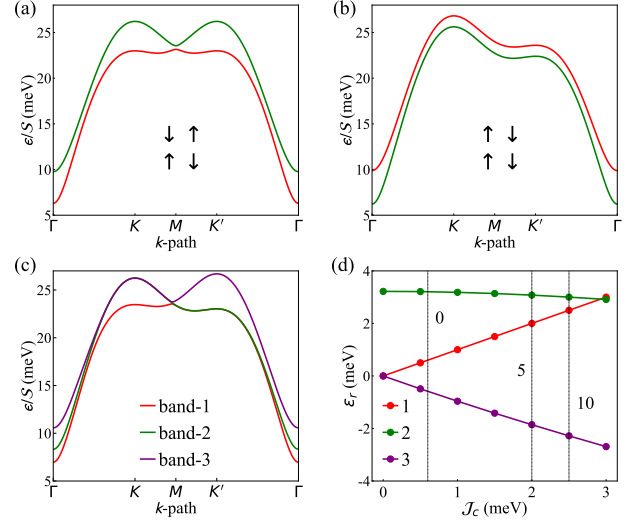 (a)
ϵ/S (meV)
25
20
15
10
5
↓ ↑
↑ ↓
Γ K M K′ Γ
k-path
(b)
ϵ/S (meV)
25
20
15
10
5
↑ ↓
↑ ↓
Γ K M K′ Γ
k-path
(c)
ϵ/S (meV)
25
20
15
10
5
band-1
band-2
band-3
Γ K M K′ Γ
k-path
(d)
ε_r (meV)
4
2
0
−2
−4
0
5
10
1
2
3
0 1 2 3
𝒥_c (meV)